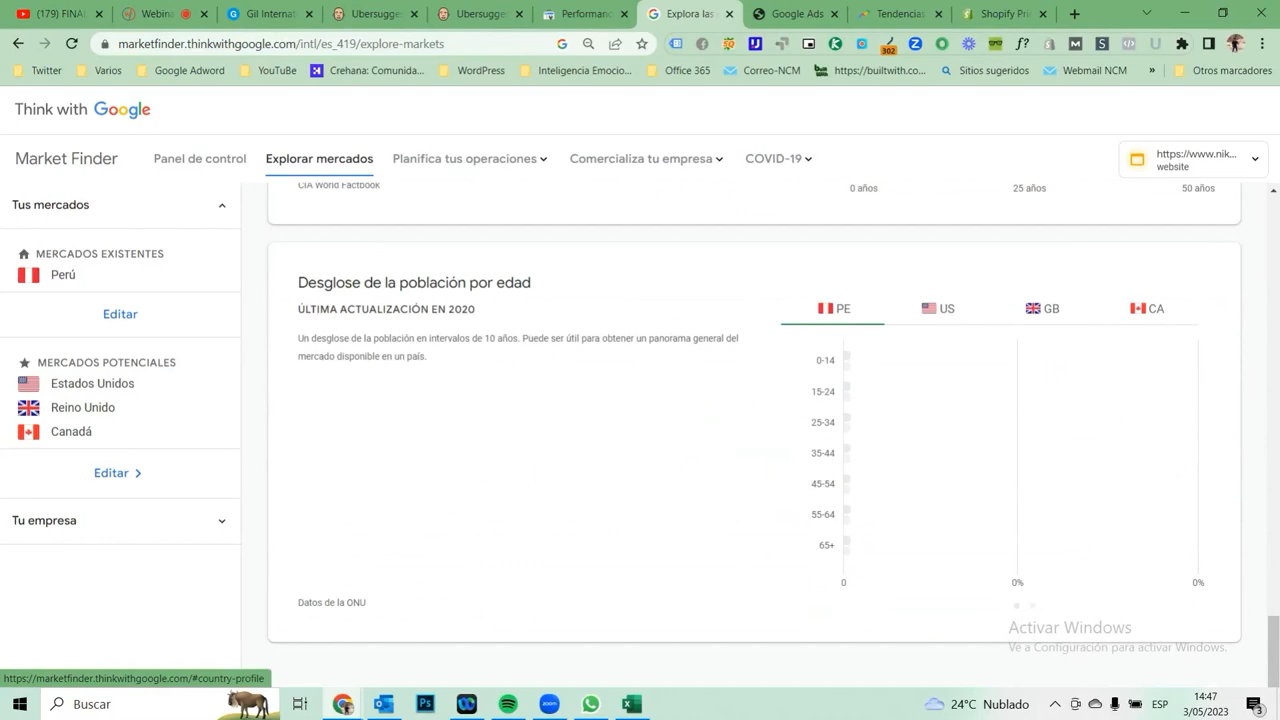 (197) FINAL
Webina
Gil Internat
Ubersugges
Ubersugges
Performanc
Explora las
Google Ads
Tendencias
Shopify Pri
marketfinder.thinkwithgoogle.com/intl/es_419/explore-markets
302
Twitter
Varios
Google Adword
YouTube
Crehana: Comunida...
WordPress
Inteligencia Emocio...
Office 365
Correo-NCM
https://builtwith.co...
Sitios sugeridos
Webmail NCM
»
Otros marcadores
Think with Google
Market Finder
Panel de control
Explorar mercados
Planifica tus operaciones
Comercializa tu empresa
COVID-19
https://www.nik...
website
Tus mercados
MERCADOS EXISTENTES
Perú
Editar
MERCADOS POTENCIALES
Estados Unidos
Reino Unido
Canadá
Editar
Tu empresa
CIA World Factbook
0 años
25 años
50 años
Desglose de la población por edad
ÚLTIMA ACTUALIZACIÓN EN 2020
Un desglose de la población en intervalos de 10 años. Puede ser útil para obtener un panorama general del
mercado disponible en un país.
PE
US
GB
CA
0-14
15-24
25-34
35-44
45-54
55-64
65+
0
0%
0%
Datos de la ONU
Activar Windows
Ve a Configuración para activar Windows.
https://marketfinder.thinkwithgoogle.com/#country-profile
Buscar
24°C Nublado
ESP
14:47
3/05/2023
3